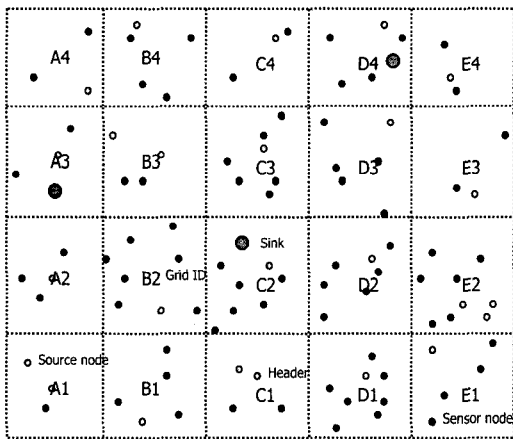 A4 B4 C4 D4 E4
A3 B3 C3 D3 E3
Sink
A2 B2 Grid ID C2 D2 E2
Source node
Header
A1 B1 C1 D1 E1
Sensor node